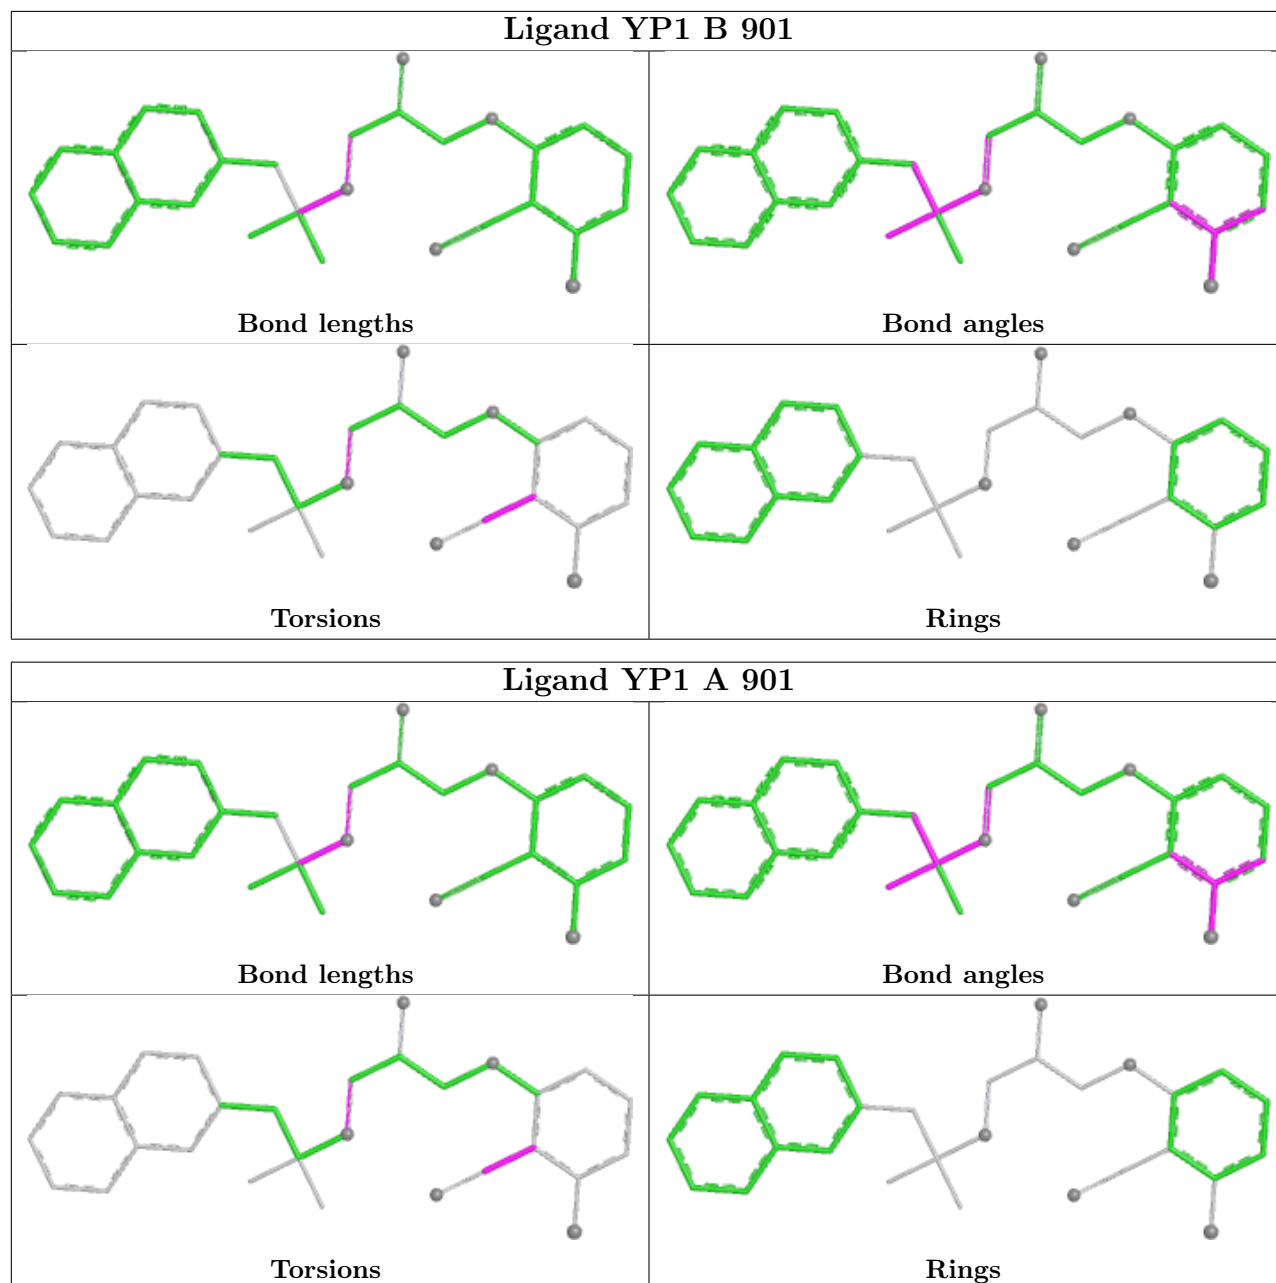 Ligand YP1 B 901
Bond lengths
Bond angles
Torsions
Rings
Ligand YP1 A 901
Bond lengths
Bond angles
Torsions
Rings